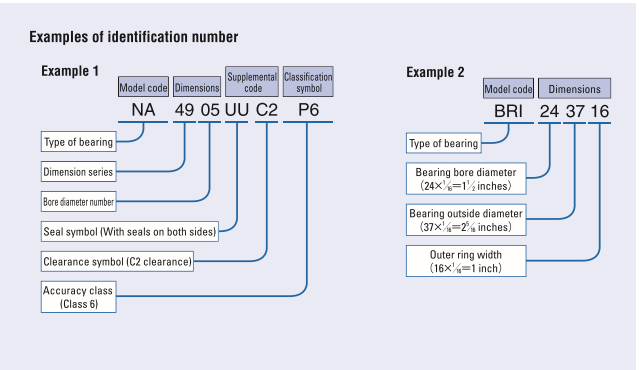 Examples of identification number
Example 1
Model code
Dimensions
Supplemental
code
Classification
symbol
NA 49 05 UU C2 P6
Type of bearing
Dimension series
Bore diameter number
Seal symbol (With seals on both sides)
Clearance symbol (C2 clearance)
Accuracy class
(Class 6)
Example 2
Model code
Dimensions
BRI 24 37 16
Type of bearing
Bearing bore diameter
(24×1/16=1 1/2 inches)
Bearing outside diameter
(37×1/16=2 5/16 inches)
Outer ring width
(16×1/16=1 inch)